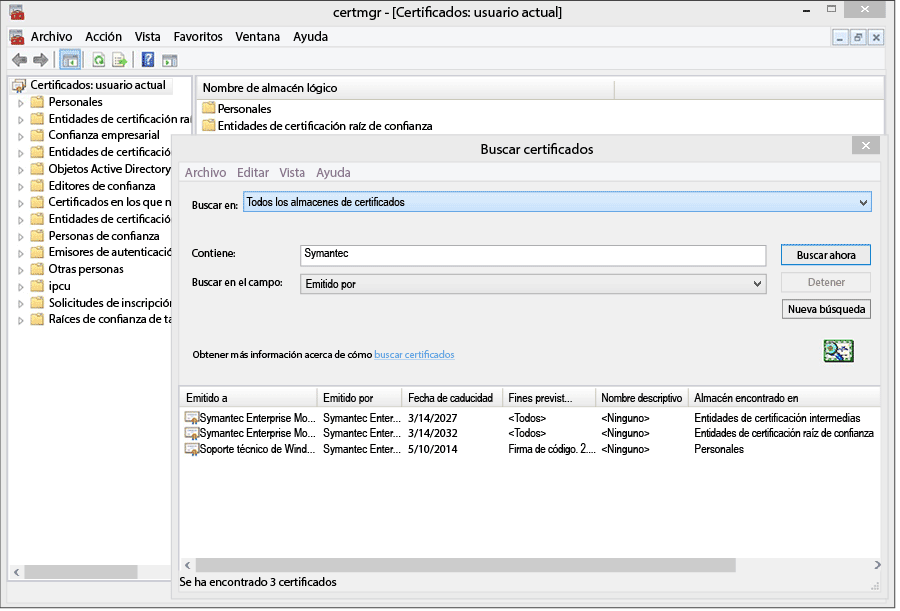 certmgr - [Certificados: usuario actual]
Archivo Acción Vista Favoritos Ventana Ayuda
Certificados: usuario actual
Personales
Entidades de certificación raí
Confianza empresarial
Entidades de certificació
Objetos Active Directory
Editores de confianza
Certificados en los que n
Entidades de certificació
Personas de confianza
Emisores de autenticació
Otras personas
ipcu
Solicitudes de inscripción
Raíces de confianza de ta
Nombre de almacén lógico
Personales
Entidades de certificación raíz de confianza
Buscar certificados
Archivo Editar Vista Ayuda
Buscar en: Todos los almacenes de certificados
Contiene: Symantec Buscar ahora
Buscar en el campo: Emitido por Detener
Nueva búsqueda
Obtener más información acerca de cómo buscar certificados
Emitido a Emitido por Fecha de caducidad Fines previst... Nombre descriptivo Almacén encontrado en
Symantec Enterprise Mo... Symantec Enter... 3/14/2027 <Todos> <Ninguno> Entidades de certificación intermedias
Symantec Enterprise Mo... Symantec Enter... 3/14/2032 <Todos> <Ninguno> Entidades de certificación raíz de confianza
Soporte técnico de Wind... Symantec Enter... 5/10/2014 Firma de código. 2.... <Ninguno> Personales
Se ha encontrado 3 certificados